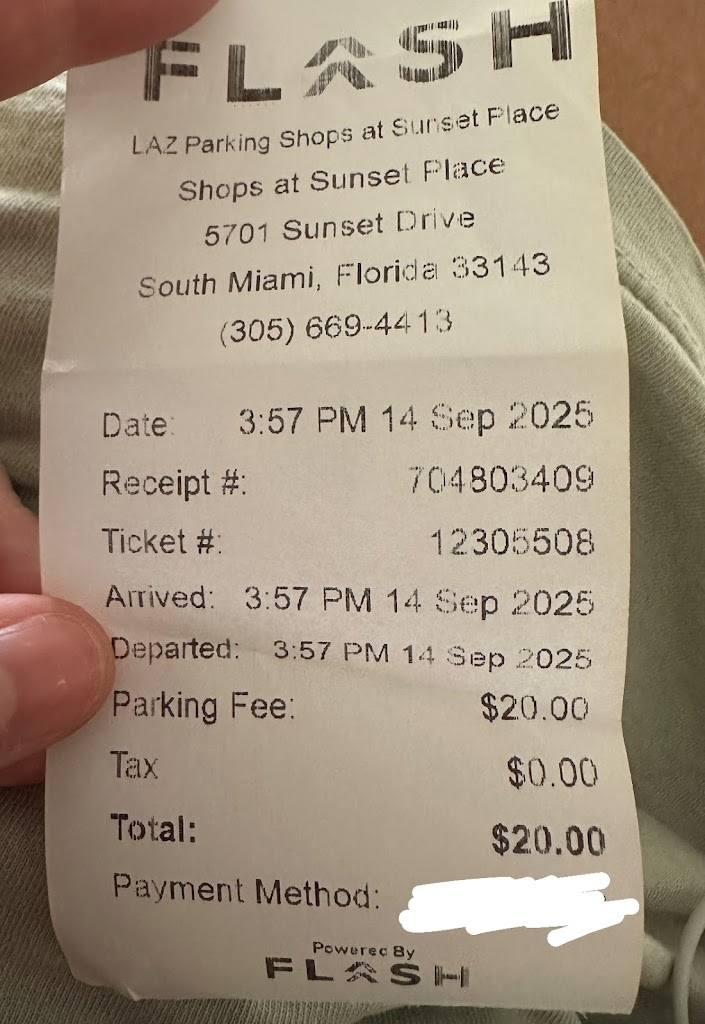 FLASH
LAZ Parking Shops at Sunset Place
Shops at Sunset Place
5701 Sunset Drive
South Miami, Florida 33143
(305) 669-4413
Date: 3:57 PM 14 Sep 2025
Receipt #: 704803409
Ticket #: 12305508
Arrived: 3:57 PM 14 Sep 2025
Departed: 3:57 PM 14 Sep 2025
Parking Fee: $20.00
Tax $0.00
Total: $20.00
Payment Method:
Powered By
FLASH